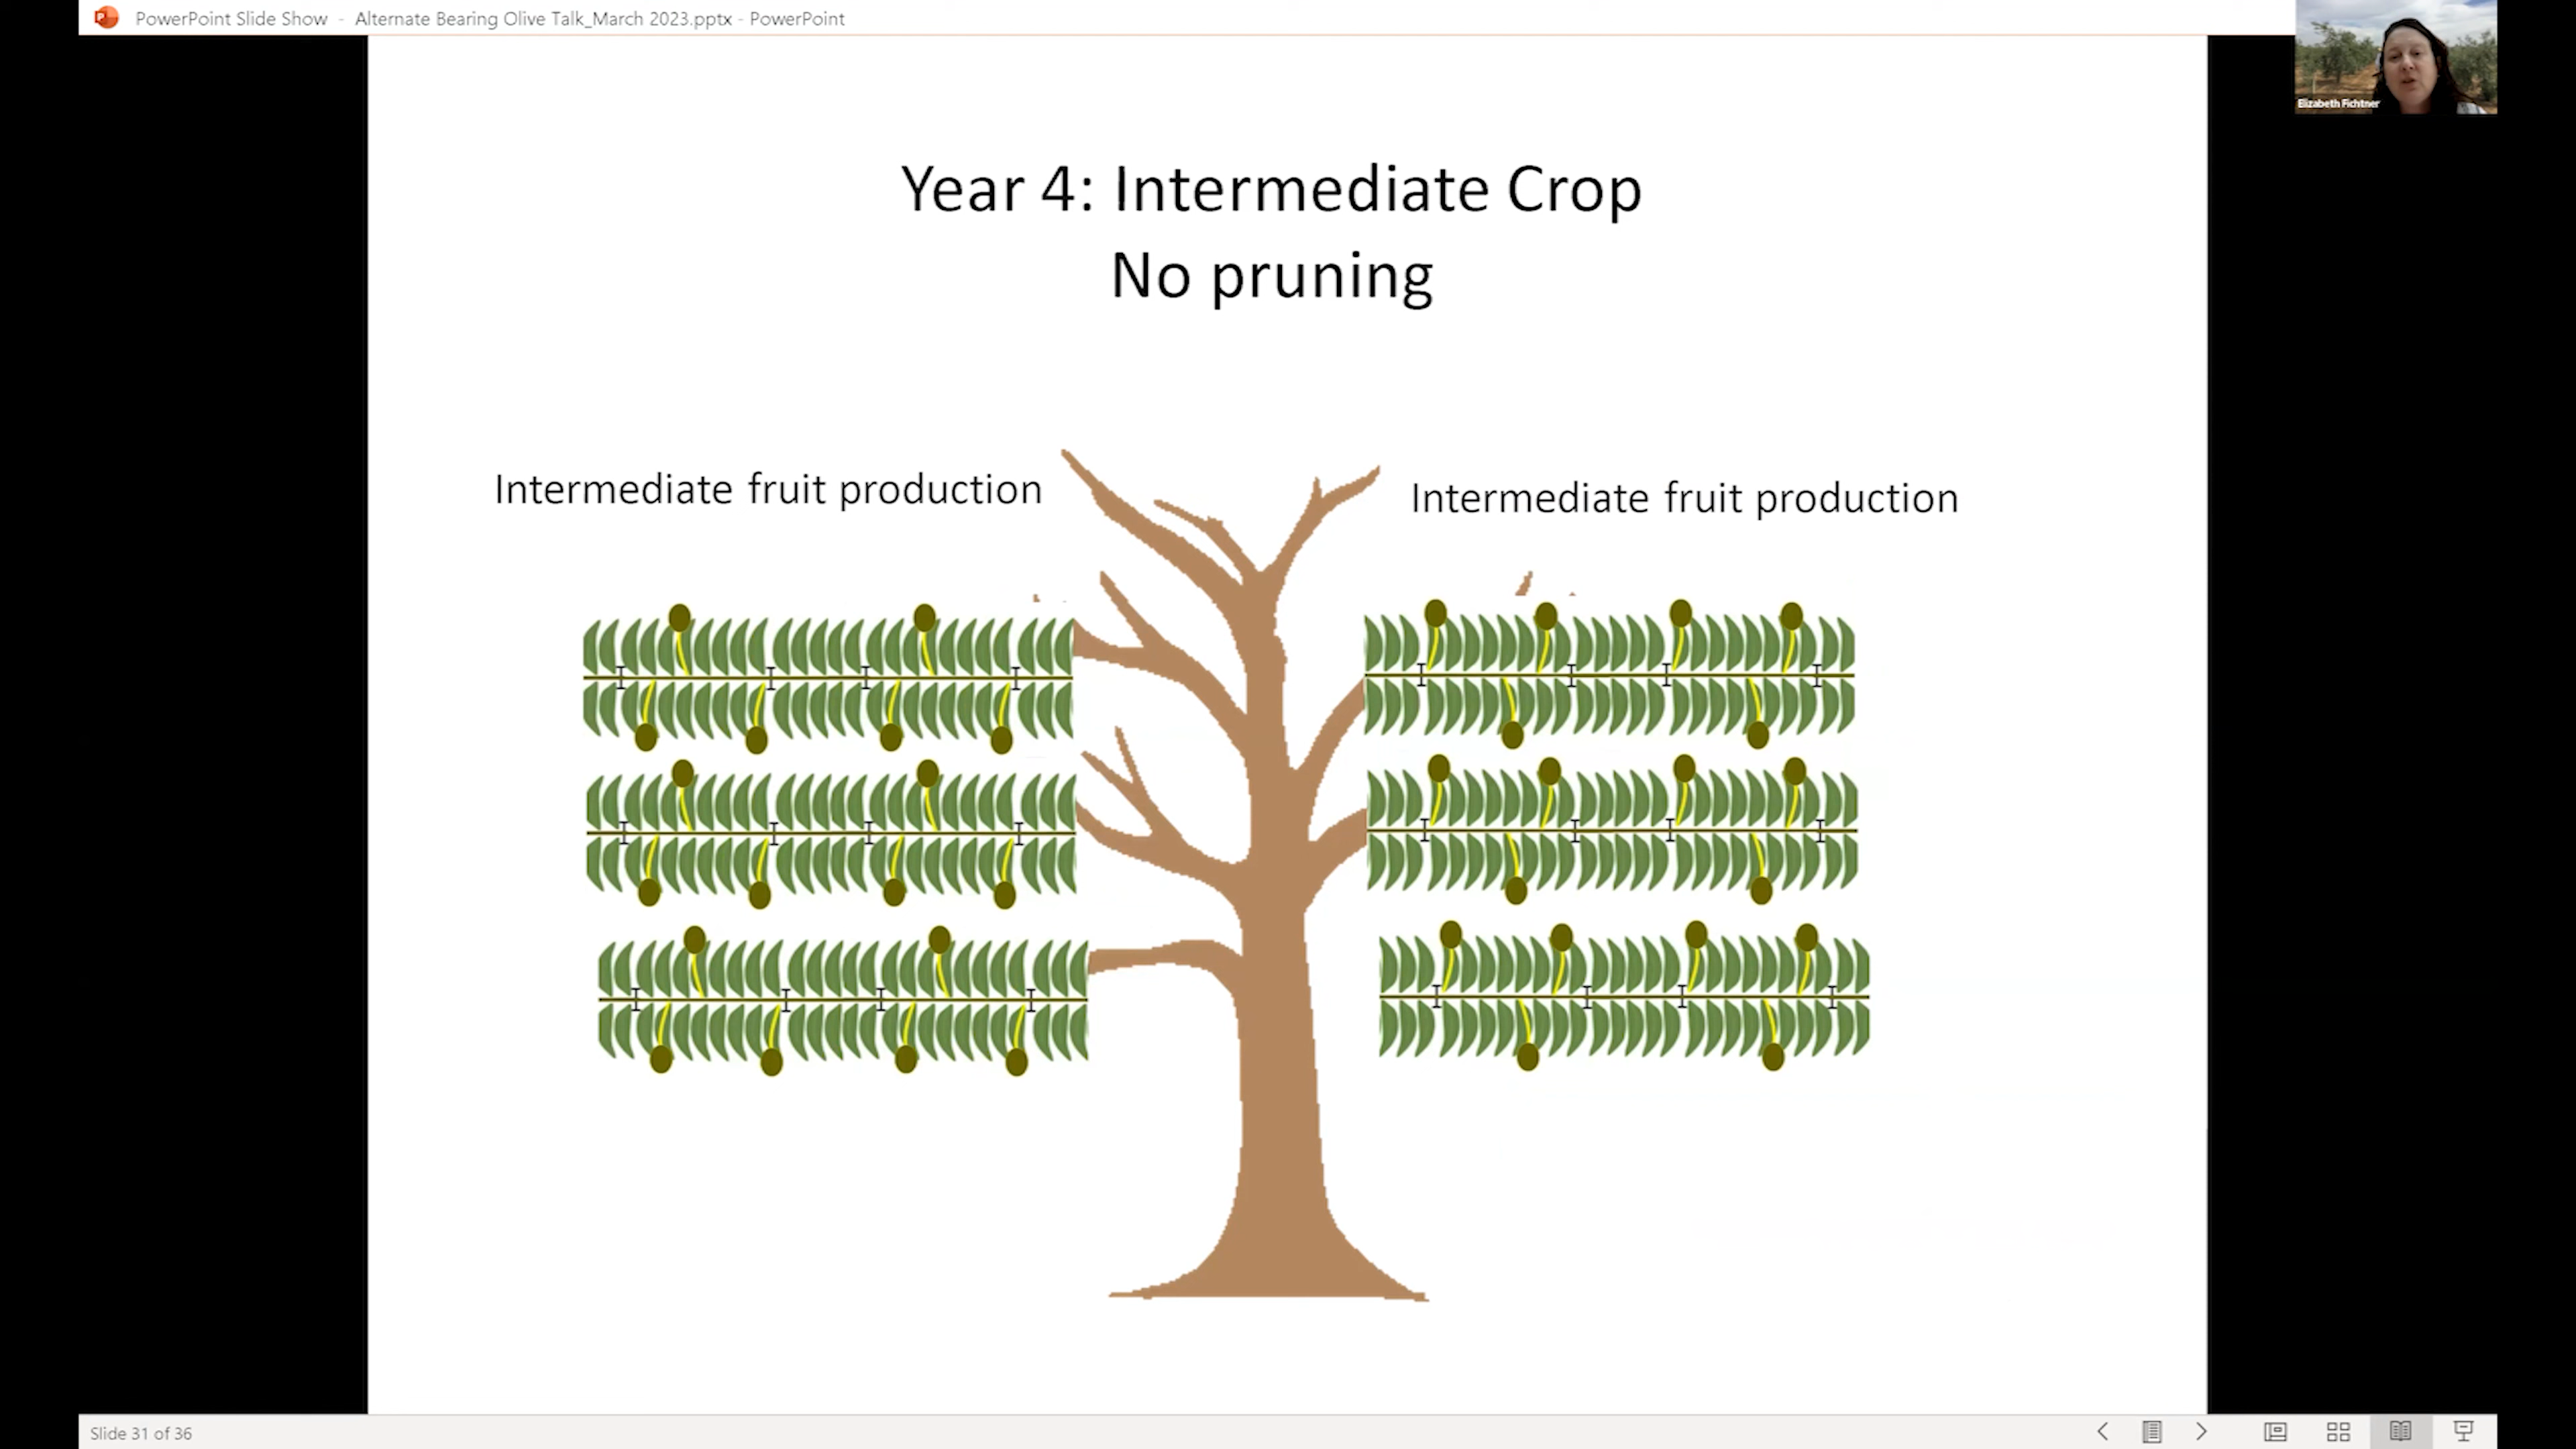 PowerPoint Slide Show - Alternate Bearing Olive Talk_March 2023.pptx - PowerPoint
Elizabeth Fichtner
Year 4: Intermediate Crop
No pruning
Intermediate fruit production
Intermediate fruit production
Slide 31 of 36